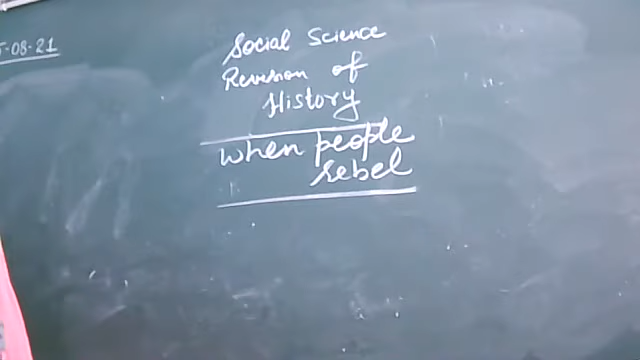 -08-21
Social Science
Revision of
History
when people
rebel